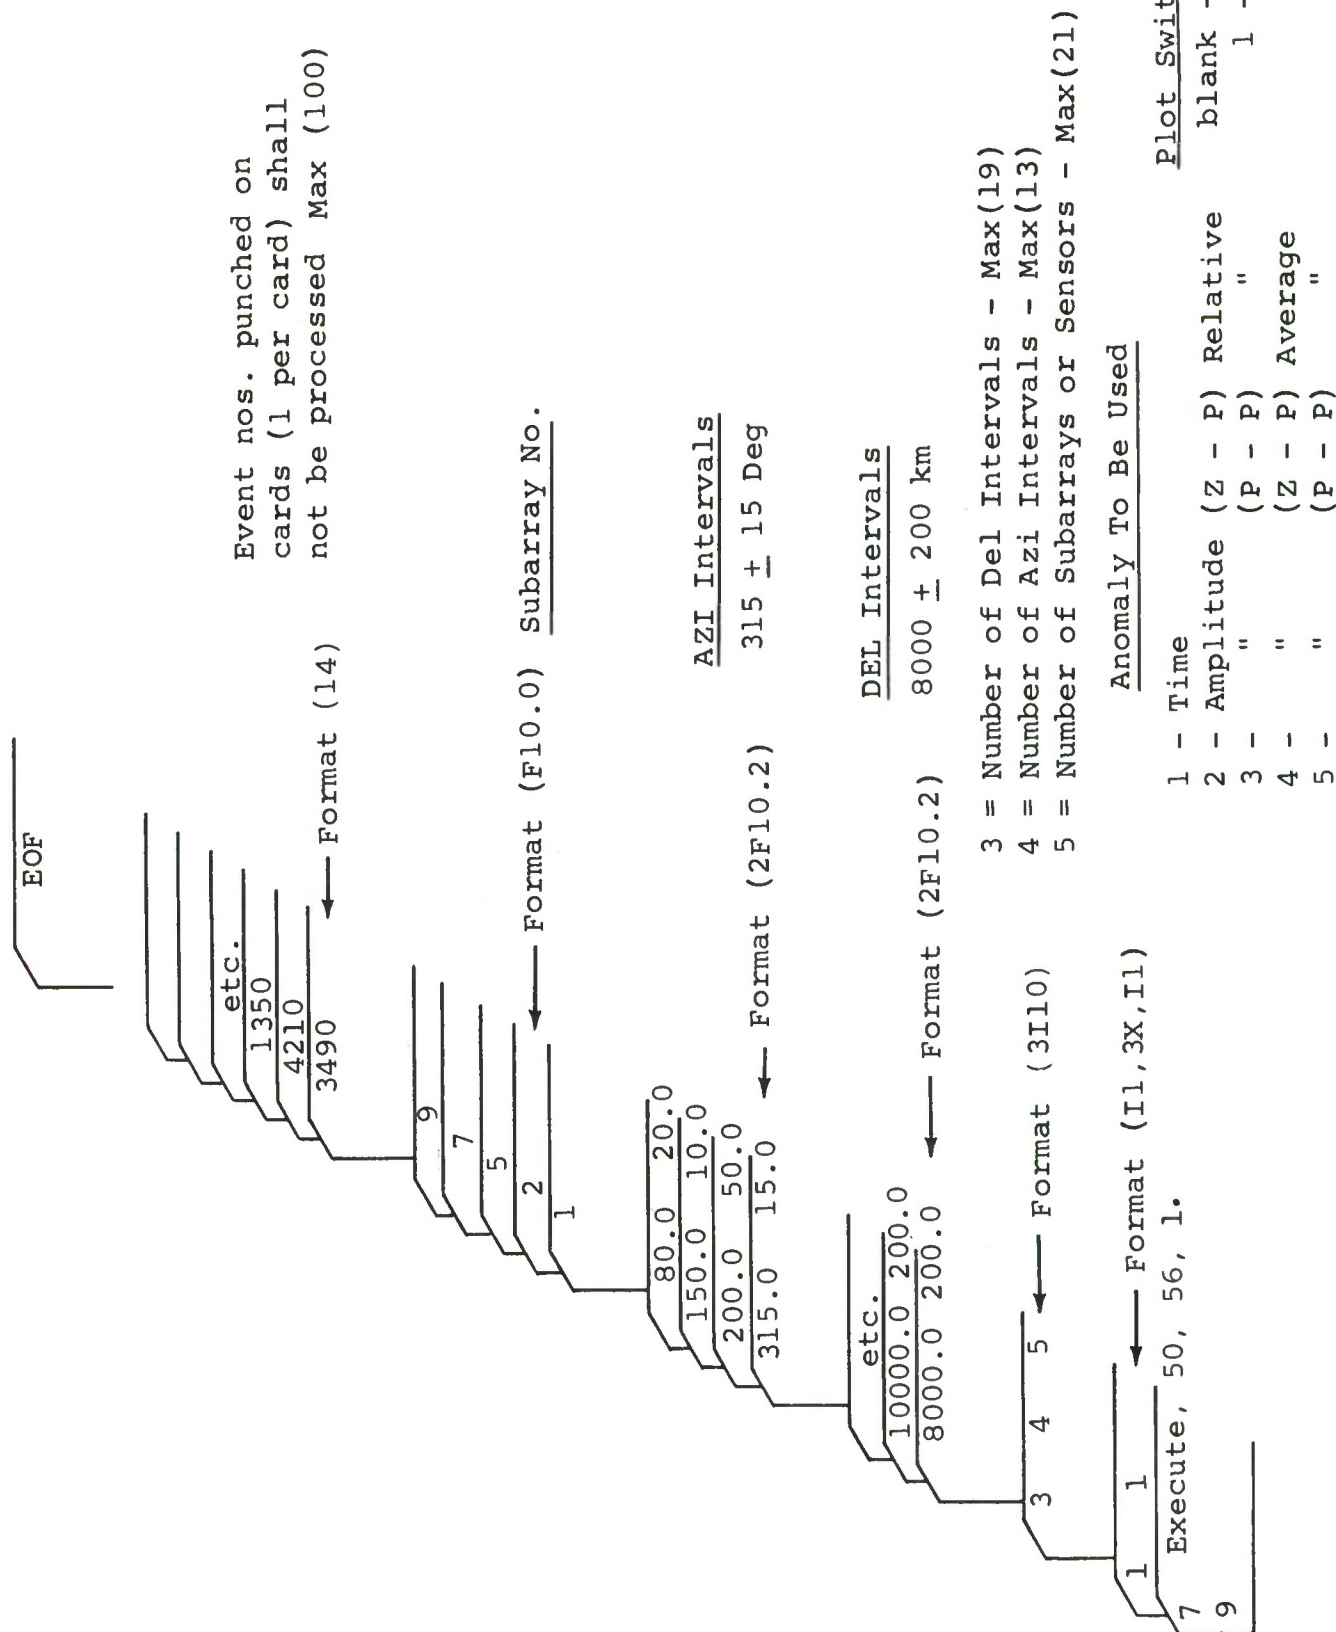 EOF
etc.
1350
4210
3490
Format (14)
Event nos. punched on
cards (1 per card) shall
not be processed Max (100)
9
7
5
2
1
Format (F10.0)
Subarray No.
80.0 20.0
150.0 10.0
200.0 50.0
315.0 15.0
Format (2F10.2)
AZI Intervals
315 ± 15 Deg
etc.
10000.0 200.0
8000.0 200.0
Format (2F10.2)
DEL Intervals
8000 ± 200 km
3 4 5
Format (3I10)
3 = Number of Del Intervals - Max(19)
4 = Number of Azi Intervals - Max(13)
5 = Number of Subarrays or Sensors - Max(21)
1 1
Format (I1,3X,I1)
7
9
Execute, 50, 56, 1.
Anomaly To Be Used
1 - Time
2 - Amplitude (Z - P) Relative
3 - " (P - P) "
4 - " (Z - P) Average
5 - " (P - P) "
Plot Swit
blank -
1 -